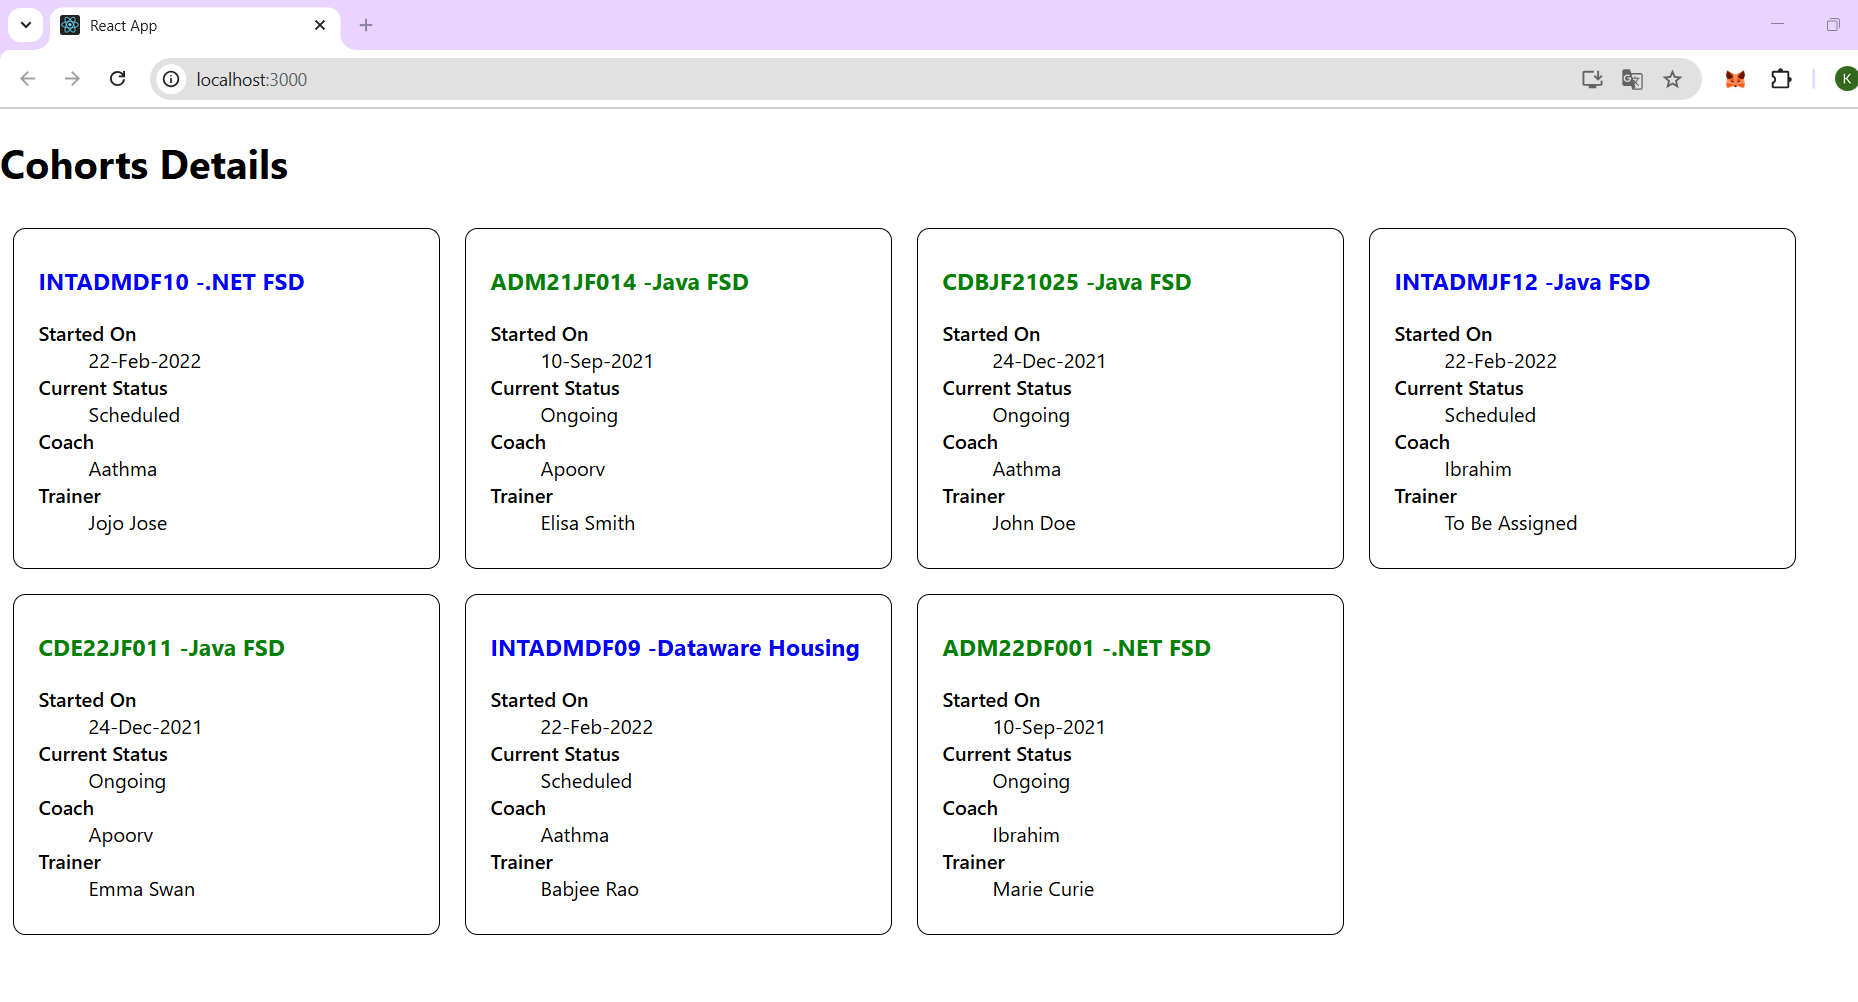 React App
localhost:3000
K
Cohorts Details
INTADMDF10 -.NET FSD
Started On
22-Feb-2022
Current Status
Scheduled
Coach
Aathma
Trainer
Jojo Jose
ADM21JF014 -Java FSD
Started On
10-Sep-2021
Current Status
Ongoing
Coach
Apoorv
Trainer
Elisa Smith
CDBJF21025 -Java FSD
Started On
24-Dec-2021
Current Status
Ongoing
Coach
Aathma
Trainer
John Doe
INTADMJF12 -Java FSD
Started On
22-Feb-2022
Current Status
Scheduled
Coach
Ibrahim
Trainer
To Be Assigned
CDE22JF011 -Java FSD
Started On
24-Dec-2021
Current Status
Ongoing
Coach
Apoorv
Trainer
Emma Swan
INTADMDF09 -Dataware Housing
Started On
22-Feb-2022
Current Status
Scheduled
Coach
Aathma
Trainer
Babjee Rao
ADM22DF001 -.NET FSD
Started On
10-Sep-2021
Current Status
Ongoing
Coach
Ibrahim
Trainer
Marie Curie